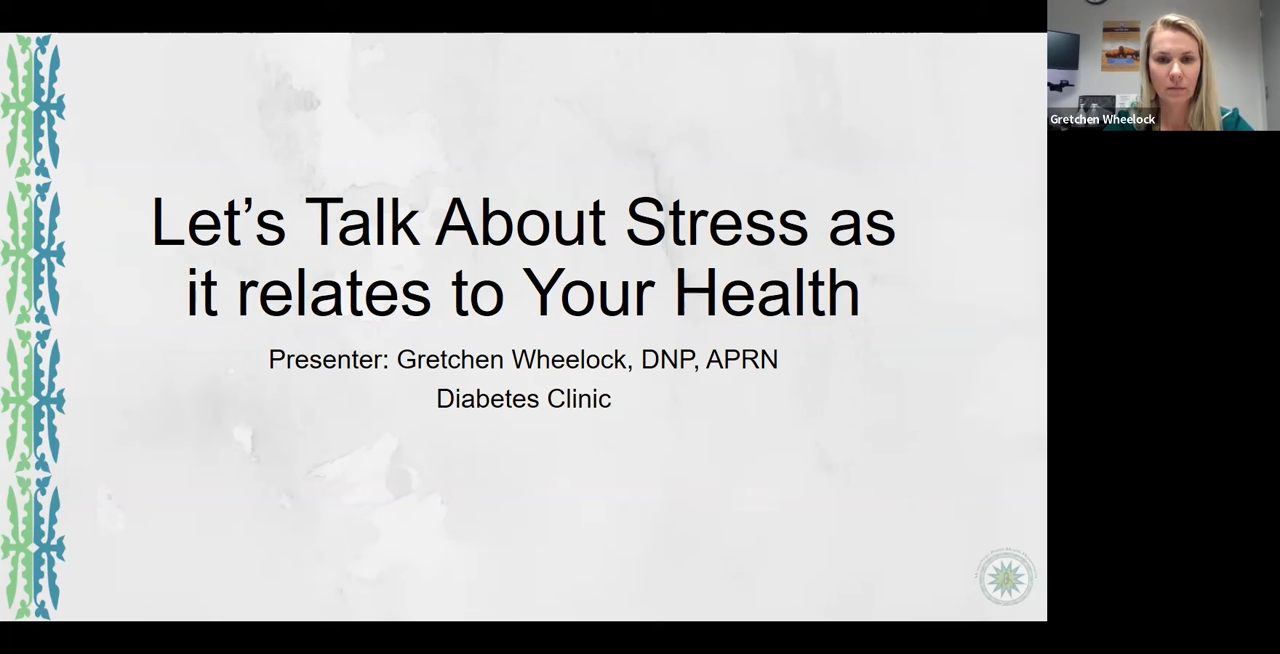 Let’s Talk About Stress as
it relates to Your Health
Presenter: Gretchen Wheelock, DNP, APRN
Diabetes Clinic
Gretchen Wheelock